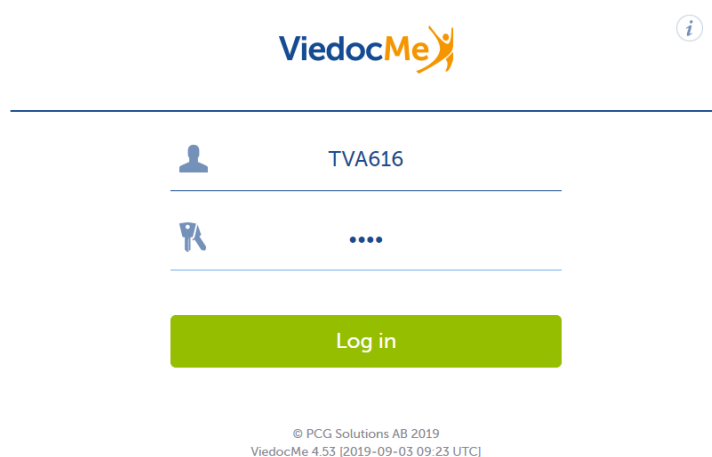 ViedocMe
i
TVA616
••••
Log in
© PCG Solutions AB 2019
ViedocMe 4.53 [2019-09-03 09:23 UTC]